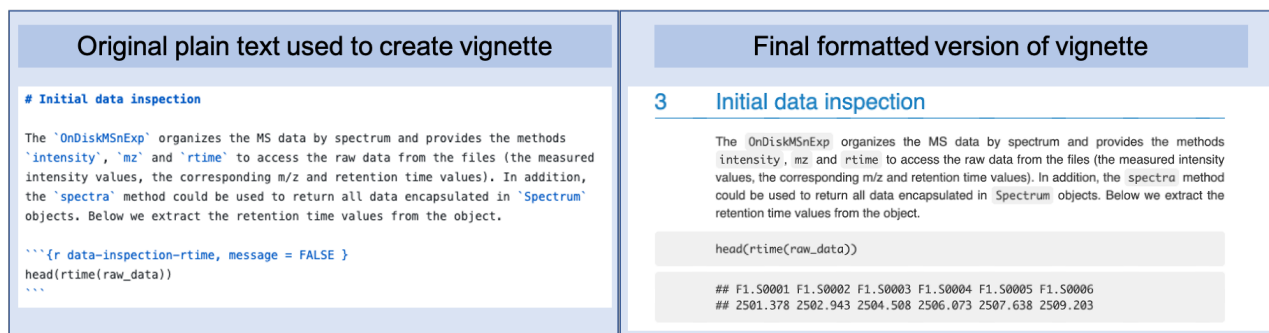 Original plain text used to create vignette
# Initial data inspection
The `OnDiskMSnExp` organizes the MS data by spectrum and provides the methods
`intensity`, `mz` and `rtime` to access the raw data from the files (the measured
intensity values, the corresponding m/z and retention time values). In addition,
the `spectra` method could be used to return all data encapsulated in `Spectrum`
objects. Below we extract the retention time values from the object.
```{r data-inspection-rtime, message = FALSE }
head(rtime(raw_data))
```
Final formatted version of vignette
3 Initial data inspection
The OnDiskMSnExp organizes the MS data by spectrum and provides the methods
intensity , mz and rtime to access the raw data from the files (the measured intensity
values, the corresponding m/z and retention time values). In addition, the spectra method
could be used to return all data encapsulated in Spectrum objects. Below we extract the
retention time values from the object.
head(rtime(raw_data))
## F1.S0001 F1.S0002 F1.S0003 F1.S0004 F1.S0005 F1.S0006
## 2501.378 2502.943 2504.508 2506.073 2507.638 2509.203